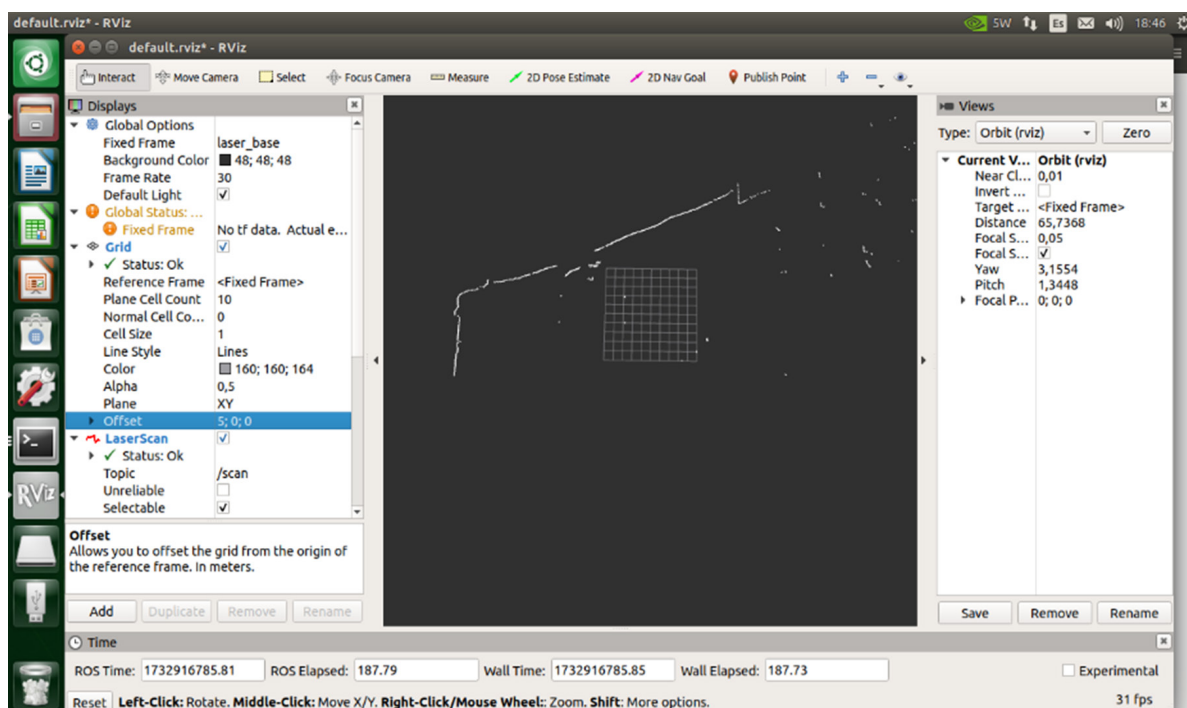 default.rviz* - RViz
5W Es 18:46
default.rviz* - RViz
Interact Move Camera Select Focus Camera Measure 2D Pose Estimate 2D Nav Goal Publish Point
Displays
Global Options
Fixed Frame laser_base
Background Color 48; 48; 48
Frame Rate 30
Default Light
Global Status: ...
Fixed Frame No tf data. Actual e...
Grid
Status: Ok
Reference Frame <Fixed Frame>
Plane Cell Count 10
Normal Cell Co... 0
Cell Size 1
Line Style Lines
Color 160; 160; 164
Alpha 0,5
Plane XY
Offset 5; 0; 0
LaserScan
Status: Ok
Topic /scan
Unreliable
Selectable
Offset
Allows you to offset the grid from the origin of
the reference frame. In meters.
Add Duplicate Remove Rename
Views
Type: Orbit (rviz) Zero
Current V... Orbit (rviz)
Near Cl... 0,01
Invert ...
Target ... <Fixed Frame>
Distance 65,7368
Focal S... 0,05
Focal S...
Yaw 3,1554
Pitch 1,3448
Focal P... 0; 0; 0
Save Remove Rename
Time
ROS Time: 1732916785.81 ROS Elapsed: 187.79 Wall Time: 1732916785.85 Wall Elapsed: 187.73 Experimental
Reset Left-Click: Rotate. Middle-Click: Move X/Y. Right-Click/Mouse Wheel:: Zoom. Shift: More options. 31 fps
RViz